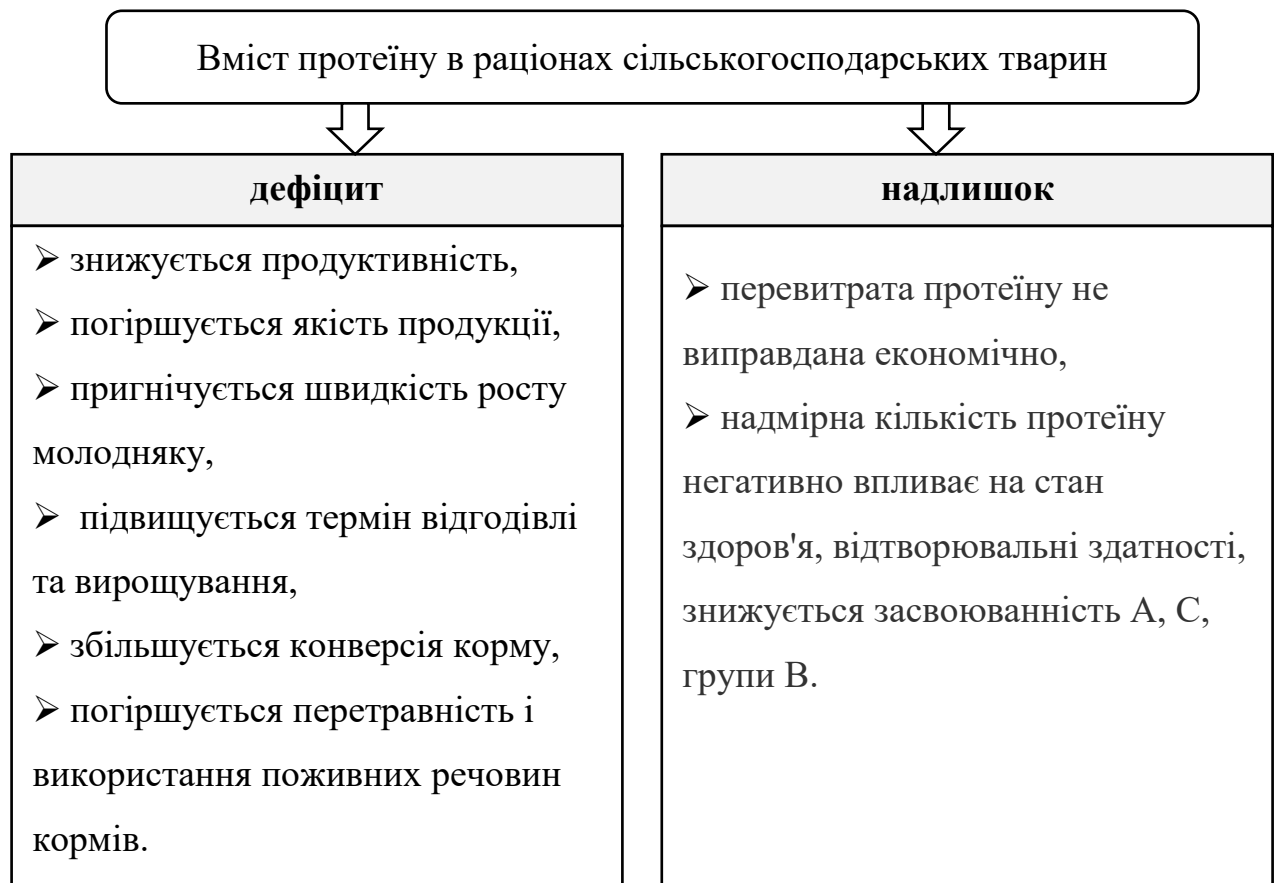 Вміст протеїну в раціонах сільськогосподарських тварин
дефіцит
➢ знижується продуктивність,
➢ погіршується якість продукції,
➢ пригнічується швидкість росту
молодняку,
➢ підвищується термін відгодівлі
та вирощування,
➢ збільшується конверсія корму,
➢ погіршується перетравність і
використання поживних речовин
кормів.
надлишок
➢ перевитрата протеїну не
виправдана економічно,
➢ надмірна кількість протеїну
негативно впливає на стан
здоров'я, відтворювальні здатності,
знижується засвоюванність А, С,
групи В.